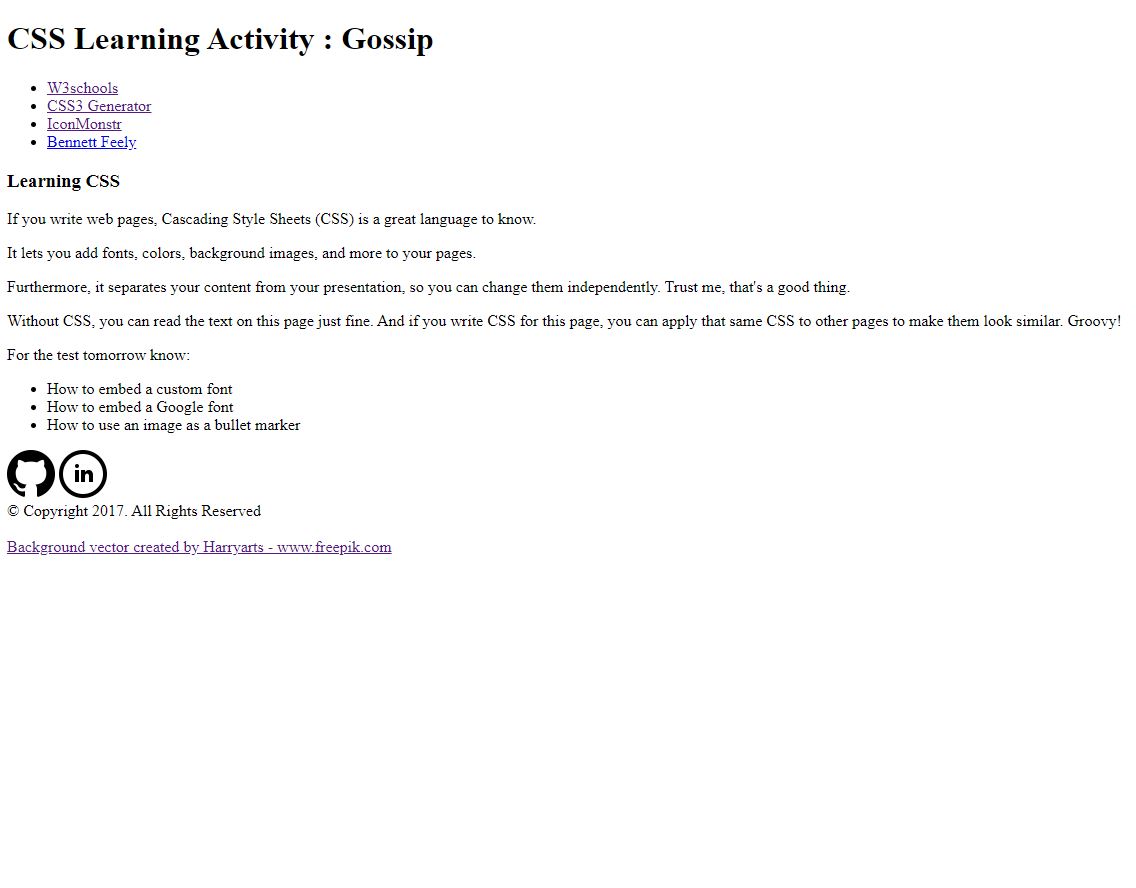 CSS Learning Activity : Gossip
W3schools
CSS3 Generator
IconMonstr
Bennett Feely
Learning CSS
If you write web pages, Cascading Style Sheets (CSS) is a great language to know.
It lets you add fonts, colors, background images, and more to your pages.
Furthermore, it separates your content from your presentation, so you can change them independently. Trust me, that's a good thing.
Without CSS, you can read the text on this page just fine. And if you write CSS for this page, you can apply that same CSS to other pages to make them look similar. Groovy!
For the test tomorrow know:
How to embed a custom font
How to embed a Google font
How to use an image as a bullet marker
in
© Copyright 2017. All Rights Reserved
Background vector created by Harryarts - www.freepik.com